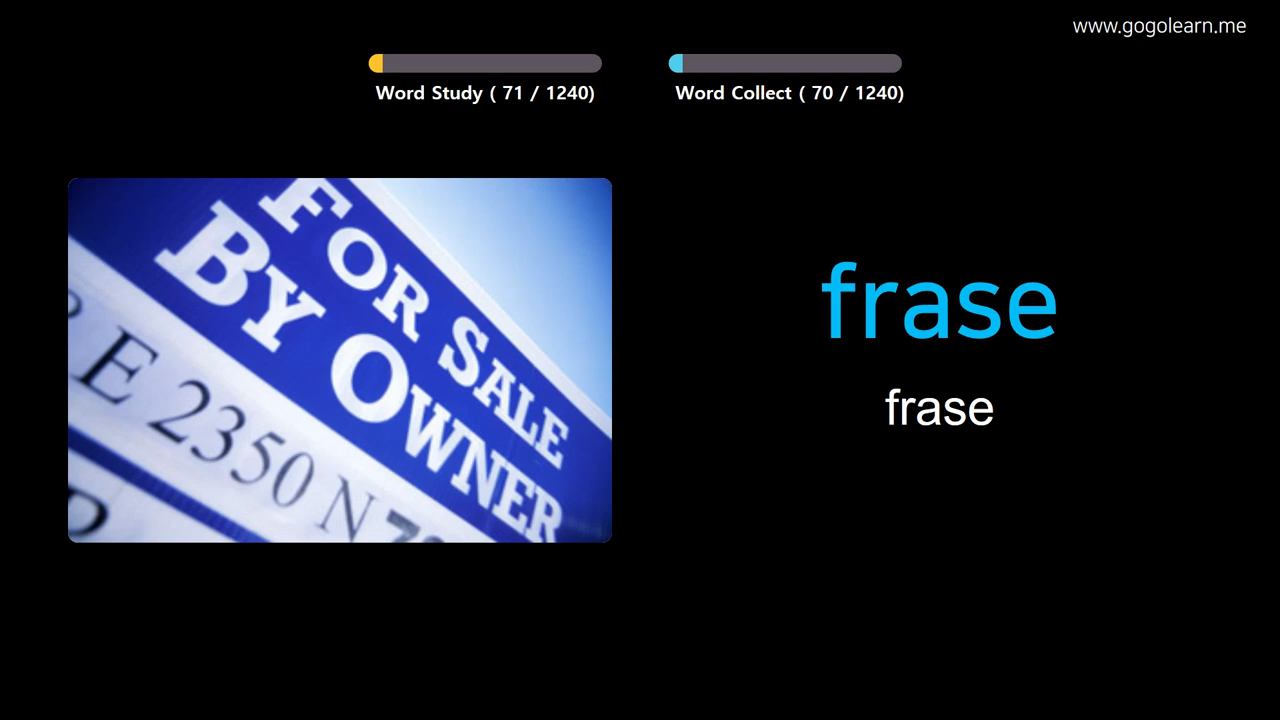 www.gogolearn.me
Word Study ( 71 / 1240)
Word Collect ( 70 / 1240)
FOR SALE
BY OWNER
E 2350 N
frase
frase